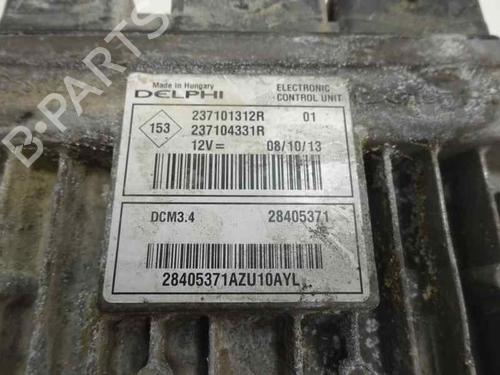 B-PARTS
Made in Hungary
DELPHI
ELECTRONIC
CONTROL UNIT
153
237101312R 01
237104331R
12V= 08/10/13
DCM3.4 28405371
28405371AZU10AYL